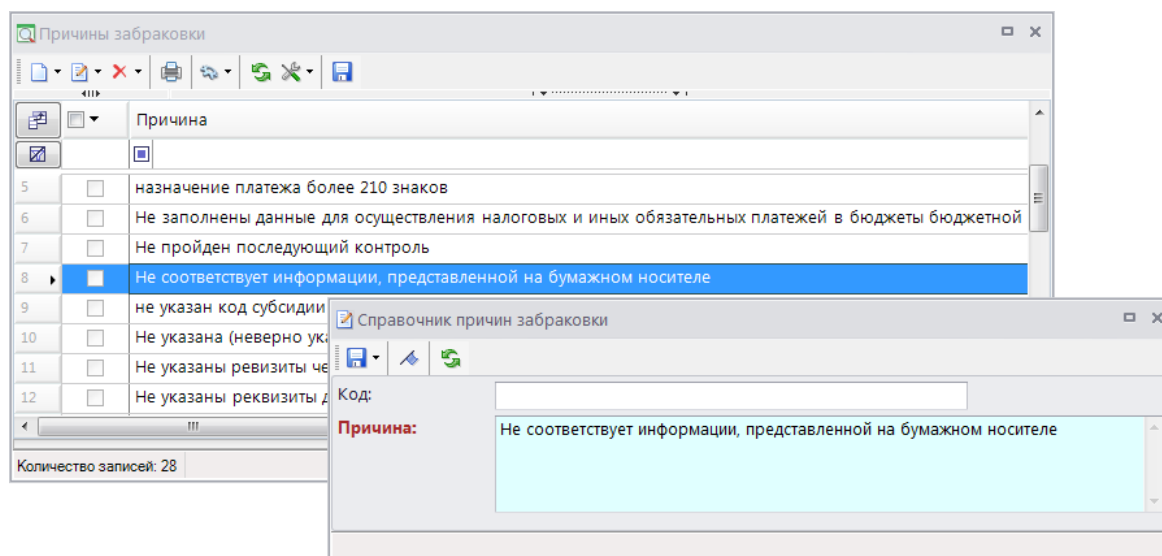 Причины забраковки
Причина
5 назначение платежа более 210 знаков
6 Не заполнены данные для осуществления налоговых и иных обязательных платежей в бюджеты бюджетной
7 Не пройден последующий контроль
8 Не соответствует информации, представленной на бумажном носителе
9 не указан код субсидии
10 Не указана (неверно
11 Не указаны ревизиты
12 Не указаны реквизиты
Количество записей: 28
Справочник причин забраковки
Код:
Причина: Не соответствует информации, представленной на бумажном носителе